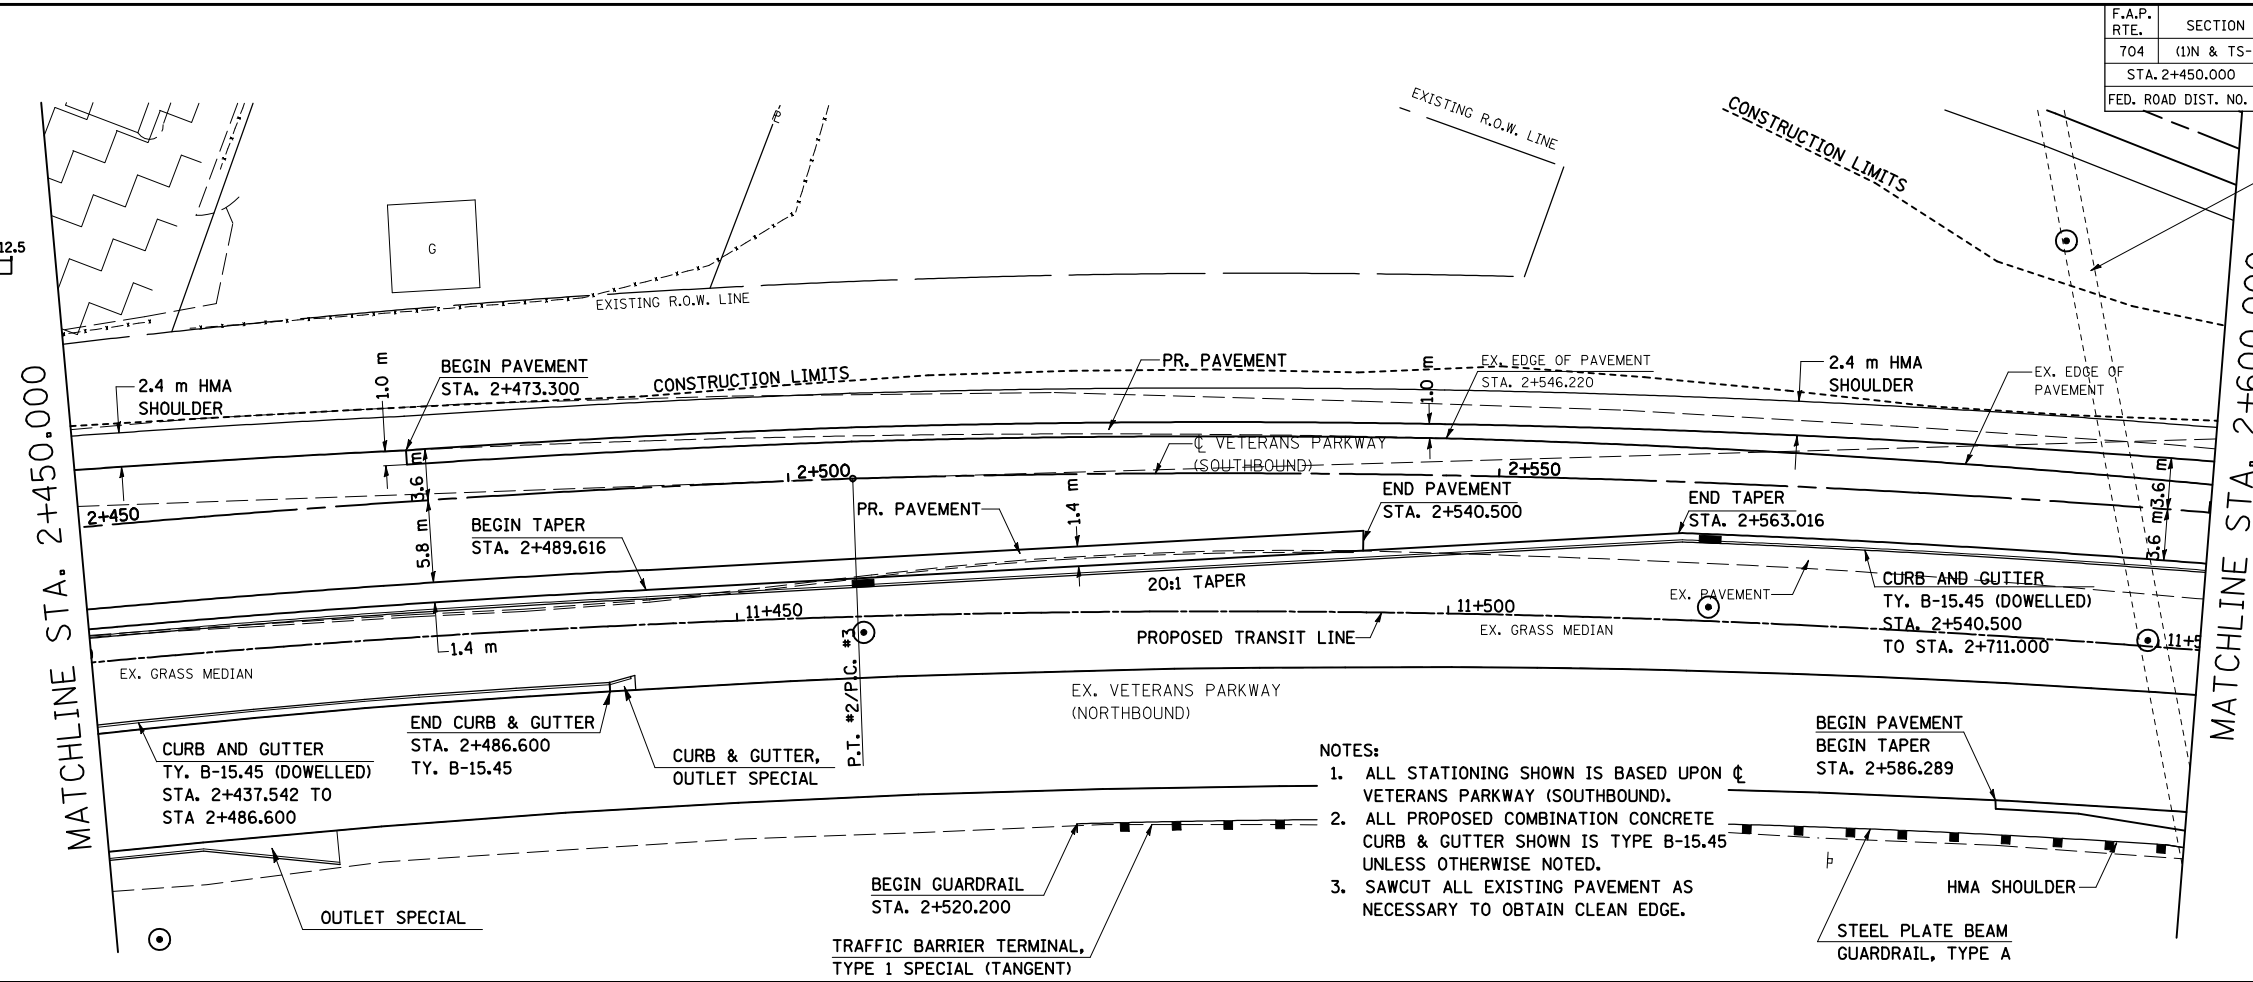 F.A.P.
RTE.
SECTION
704
(1)N & TS-
STA. 2+450.000
FED. ROAD DIST. NO.
12.5
MATCHLINE STA. 2+450.000
MATCHLINE STA. 2+600.000
G
P̲L
EXISTING R.O.W. LINE
EXISTING R.O.W. LINE
CONSTRUCTION LIMITS
2.4 m HMA
SHOULDER
1.0 m
BEGIN PAVEMENT
STA. 2+473.300
CONSTRUCTION LIMITS
PR. PAVEMENT
1.0 m
EX. EDGE OF PAVEMENT
STA. 2+546.220
2.4 m HMA
SHOULDER
EX. EDGE OF
PAVEMENT
℄ VETERANS PARKWAY
(SOUTHBOUND)
2+450
2+500
2+550
3.6 m
5.8 m
BEGIN TAPER
STA. 2+489.616
PR. PAVEMENT
1.4 m
END PAVEMENT
STA. 2+540.500
END TAPER
STA. 2+563.016
3.6 m
3.6 m
20:1 TAPER
EX. PAVEMENT
CURB AND GUTTER
TY. B-15.45 (DOWELLED)
STA. 2+540.500
TO STA. 2+711.000
11+450
11+500
11+5
1.4 m
PROPOSED TRANSIT LINE
EX. GRASS MEDIAN
EX. GRASS MEDIAN
P.T. #2/P.C. #3
EX. VETERANS PARKWAY
(NORTHBOUND)
CURB AND GUTTER
TY. B-15.45 (DOWELLED)
STA. 2+437.542 TO
STA 2+486.600
END CURB & GUTTER
STA. 2+486.600
TY. B-15.45
CURB & GUTTER,
OUTLET SPECIAL
BEGIN PAVEMENT
BEGIN TAPER
STA. 2+586.289
NOTES:
1. ALL STATIONING SHOWN IS BASED UPON ℄
VETERANS PARKWAY (SOUTHBOUND).
2. ALL PROPOSED COMBINATION CONCRETE
CURB & GUTTER SHOWN IS TYPE B-15.45
UNLESS OTHERWISE NOTED.
3. SAWCUT ALL EXISTING PAVEMENT AS
NECESSARY TO OBTAIN CLEAN EDGE.
OUTLET SPECIAL
BEGIN GUARDRAIL
STA. 2+520.200
TRAFFIC BARRIER TERMINAL,
TYPE 1 SPECIAL (TANGENT)
HMA SHOULDER
STEEL PLATE BEAM
GUARDRAIL, TYPE A